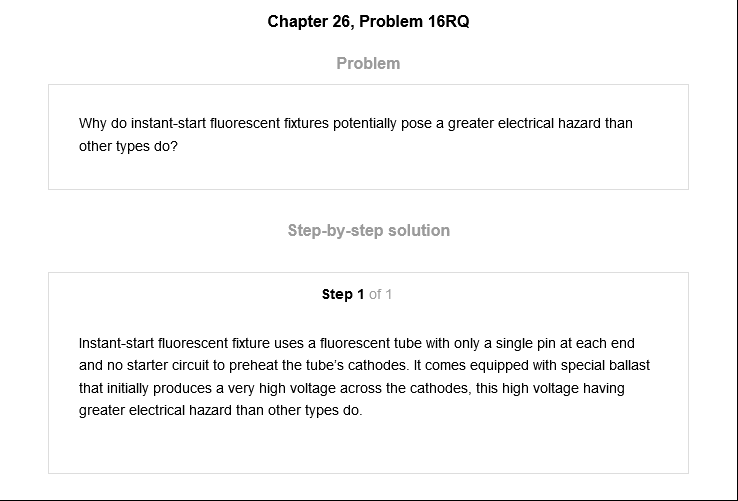 Chapter 26, Problem 16RQ
Problem
Why do instant-start fluorescent fixtures potentially pose a greater electrical hazard than
other types do?
Step-by-step solution
Step 1 of 1
Instant-start fluorescent fixture uses a fluorescent tube with only a single pin at each end
and no starter circuit to preheat the tube's cathodes. It comes equipped with special ballast
that initially produces a very high voltage across the cathodes, this high voltage having
greater electrical hazard than other types do.